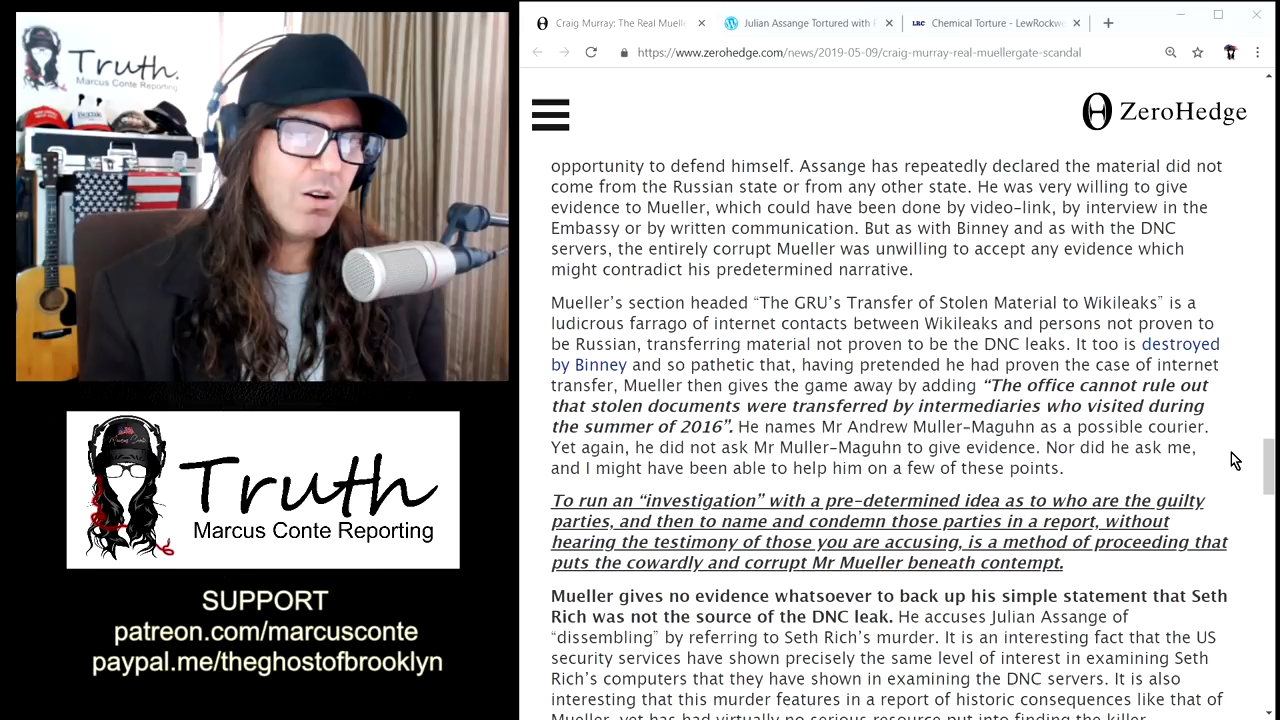 Truth.
Marcus Conte Reporting
Truth
Marcus Conte Reporting
SUPPORT
patreon.com/marcusconte
paypal.me/theghostofbrooklyn
Craig Murray: The Real Muelle
Julian Assange Tortured with
LRC Chemical Torture - LewRockw
https://www.zerohedge.com/news/2019-05-09/craig-murray-real-muellergate-scandal
ZeroHedge
opportunity to defend himself. Assange has repeatedly declared the material did not
come from the Russian state or from any other state. He was very willing to give
evidence to Mueller, which could have been done by video-link, by interview in the
Embassy or by written communication. But as with Binney and as with the DNC
servers, the entirely corrupt Mueller was unwilling to accept any evidence which
might contradict his predetermined narrative.
Mueller's section headed “The GRU's Transfer of Stolen Material to Wikileaks” is a
ludicrous farrago of internet contacts between Wikileaks and persons not proven to
be Russian, transferring material not proven to be the DNC leaks. It too is destroyed
by Binney and so pathetic that, having pretended he had proven the case of internet
transfer, Mueller then gives the game away by adding “The office cannot rule out
that stolen documents were transferred by intermediaries who visited during
the summer of 2016”. He names Mr Andrew Muller-Maguhn as a possible courier.
Yet again, he did not ask Mr Muller-Maguhn to give evidence. Nor did he ask me,
and I might have been able to help him on a few of these points.
To run an “investigation” with a pre-determined idea as to who are the guilty
parties, and then to name and condemn those parties in a report, without
hearing the testimony of those you are accusing, is a method of proceeding that
puts the cowardly and corrupt Mr Mueller beneath contempt.
Mueller gives no evidence whatsoever to back up his simple statement that Seth
Rich was not the source of the DNC leak. He accuses Julian Assange of
“dissembling” by referring to Seth Rich's murder. It is an interesting fact that the US
security services have shown precisely the same level of interest in examining Seth
Rich's computers that they have shown in examining the DNC servers. It is also
interesting that this murder features in a report of historic consequences like that of
Mueller, yet has had virtually no serious resource put into finding the killer.